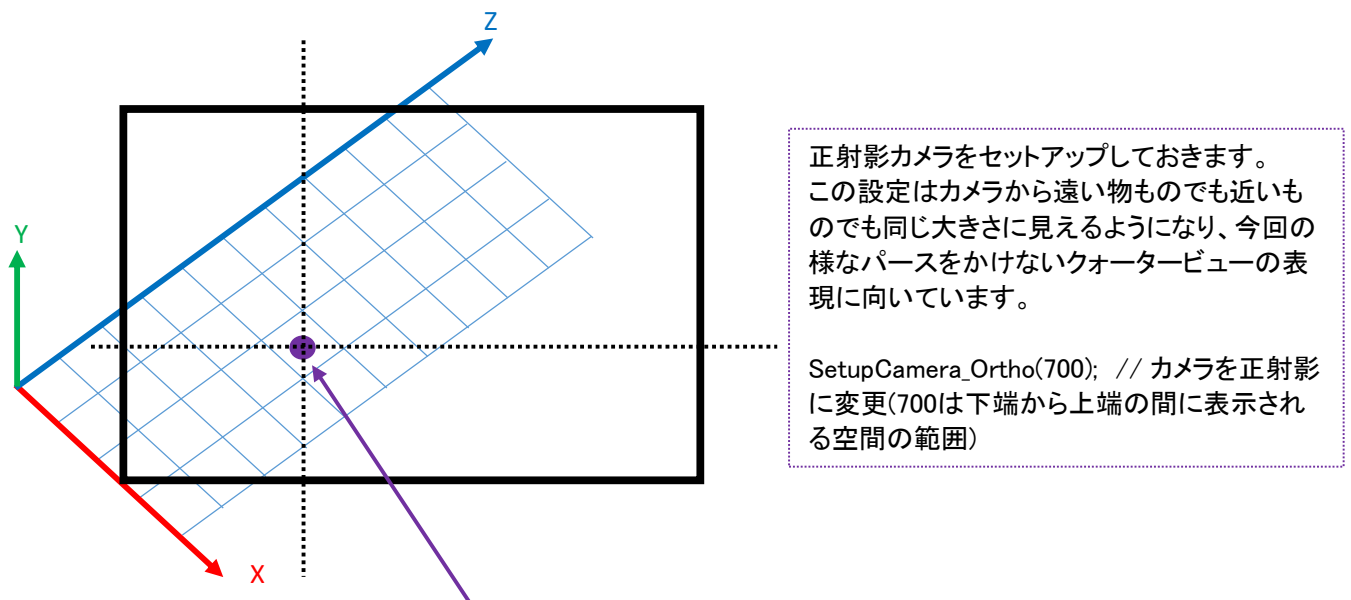 Z
Y
X
正射影カメラをセットアップしておきます。
この設定はカメラから遠い物ものでも近いも
のでも同じ大きさに見えるようになり、今回の
様なパースをかけないクォータービューの表
現に向いています。
SetupCamera_Ortho(700); // カメラを正射影
に変更(700は下端から上端の間に表示され
る空間の範囲)